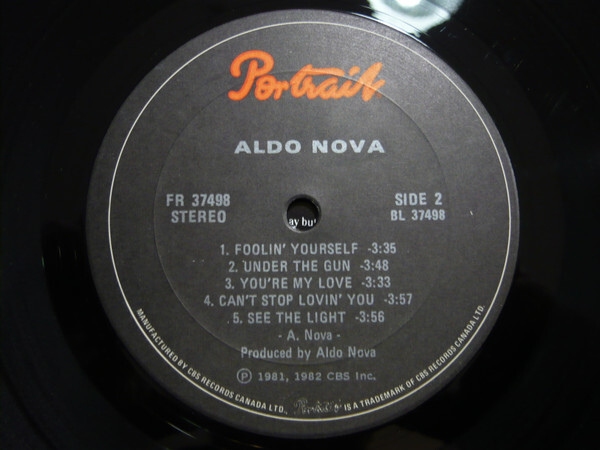 Portrait
ALDO NOVA
FR 37498
STEREO
SIDE 2
BL 37498
ay bu
1. FOOLIN' YOURSELF -3:35
2. UNDER THE GUN -3:48
3. YOU'RE MY LOVE -3:33
4. CAN'T STOP LOVIN' YOU -3:57
5. SEE THE LIGHT -3:56
- A. Nova -
Produced by Aldo Nova
Ⓟ 1981, 1982 CBS Inc.
MANUFACTURED BY CBS RECORDS CANADA LTD., Portrait IS A TRADEMARK OF CBS RECORDS CANADA LTD.